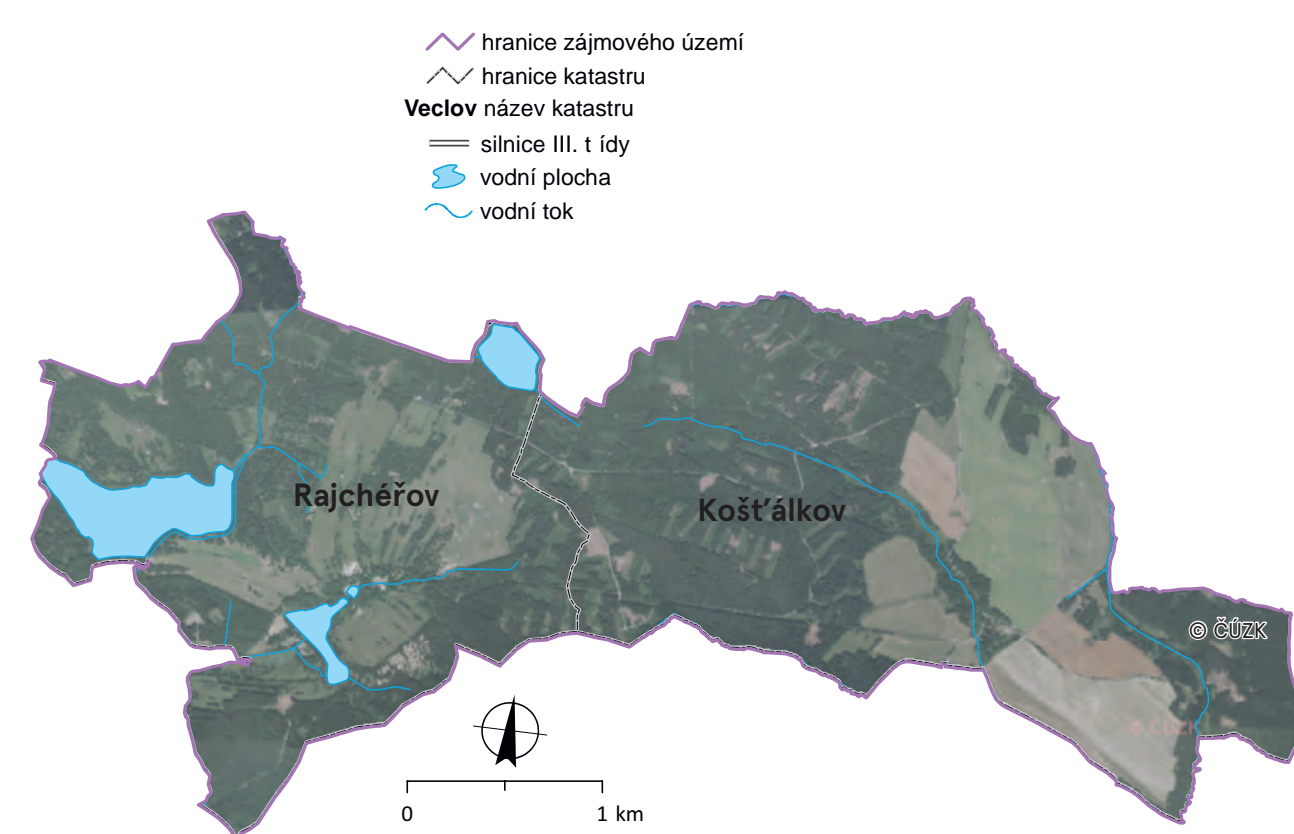 hranice zájmového území
hranice katastru
Veclov název katastru
silnice III. t ídy
vodní plocha
vodní tok
Rajchéřov
Košťálkov
© ČÚZK
© ČÚZK
0 1 km